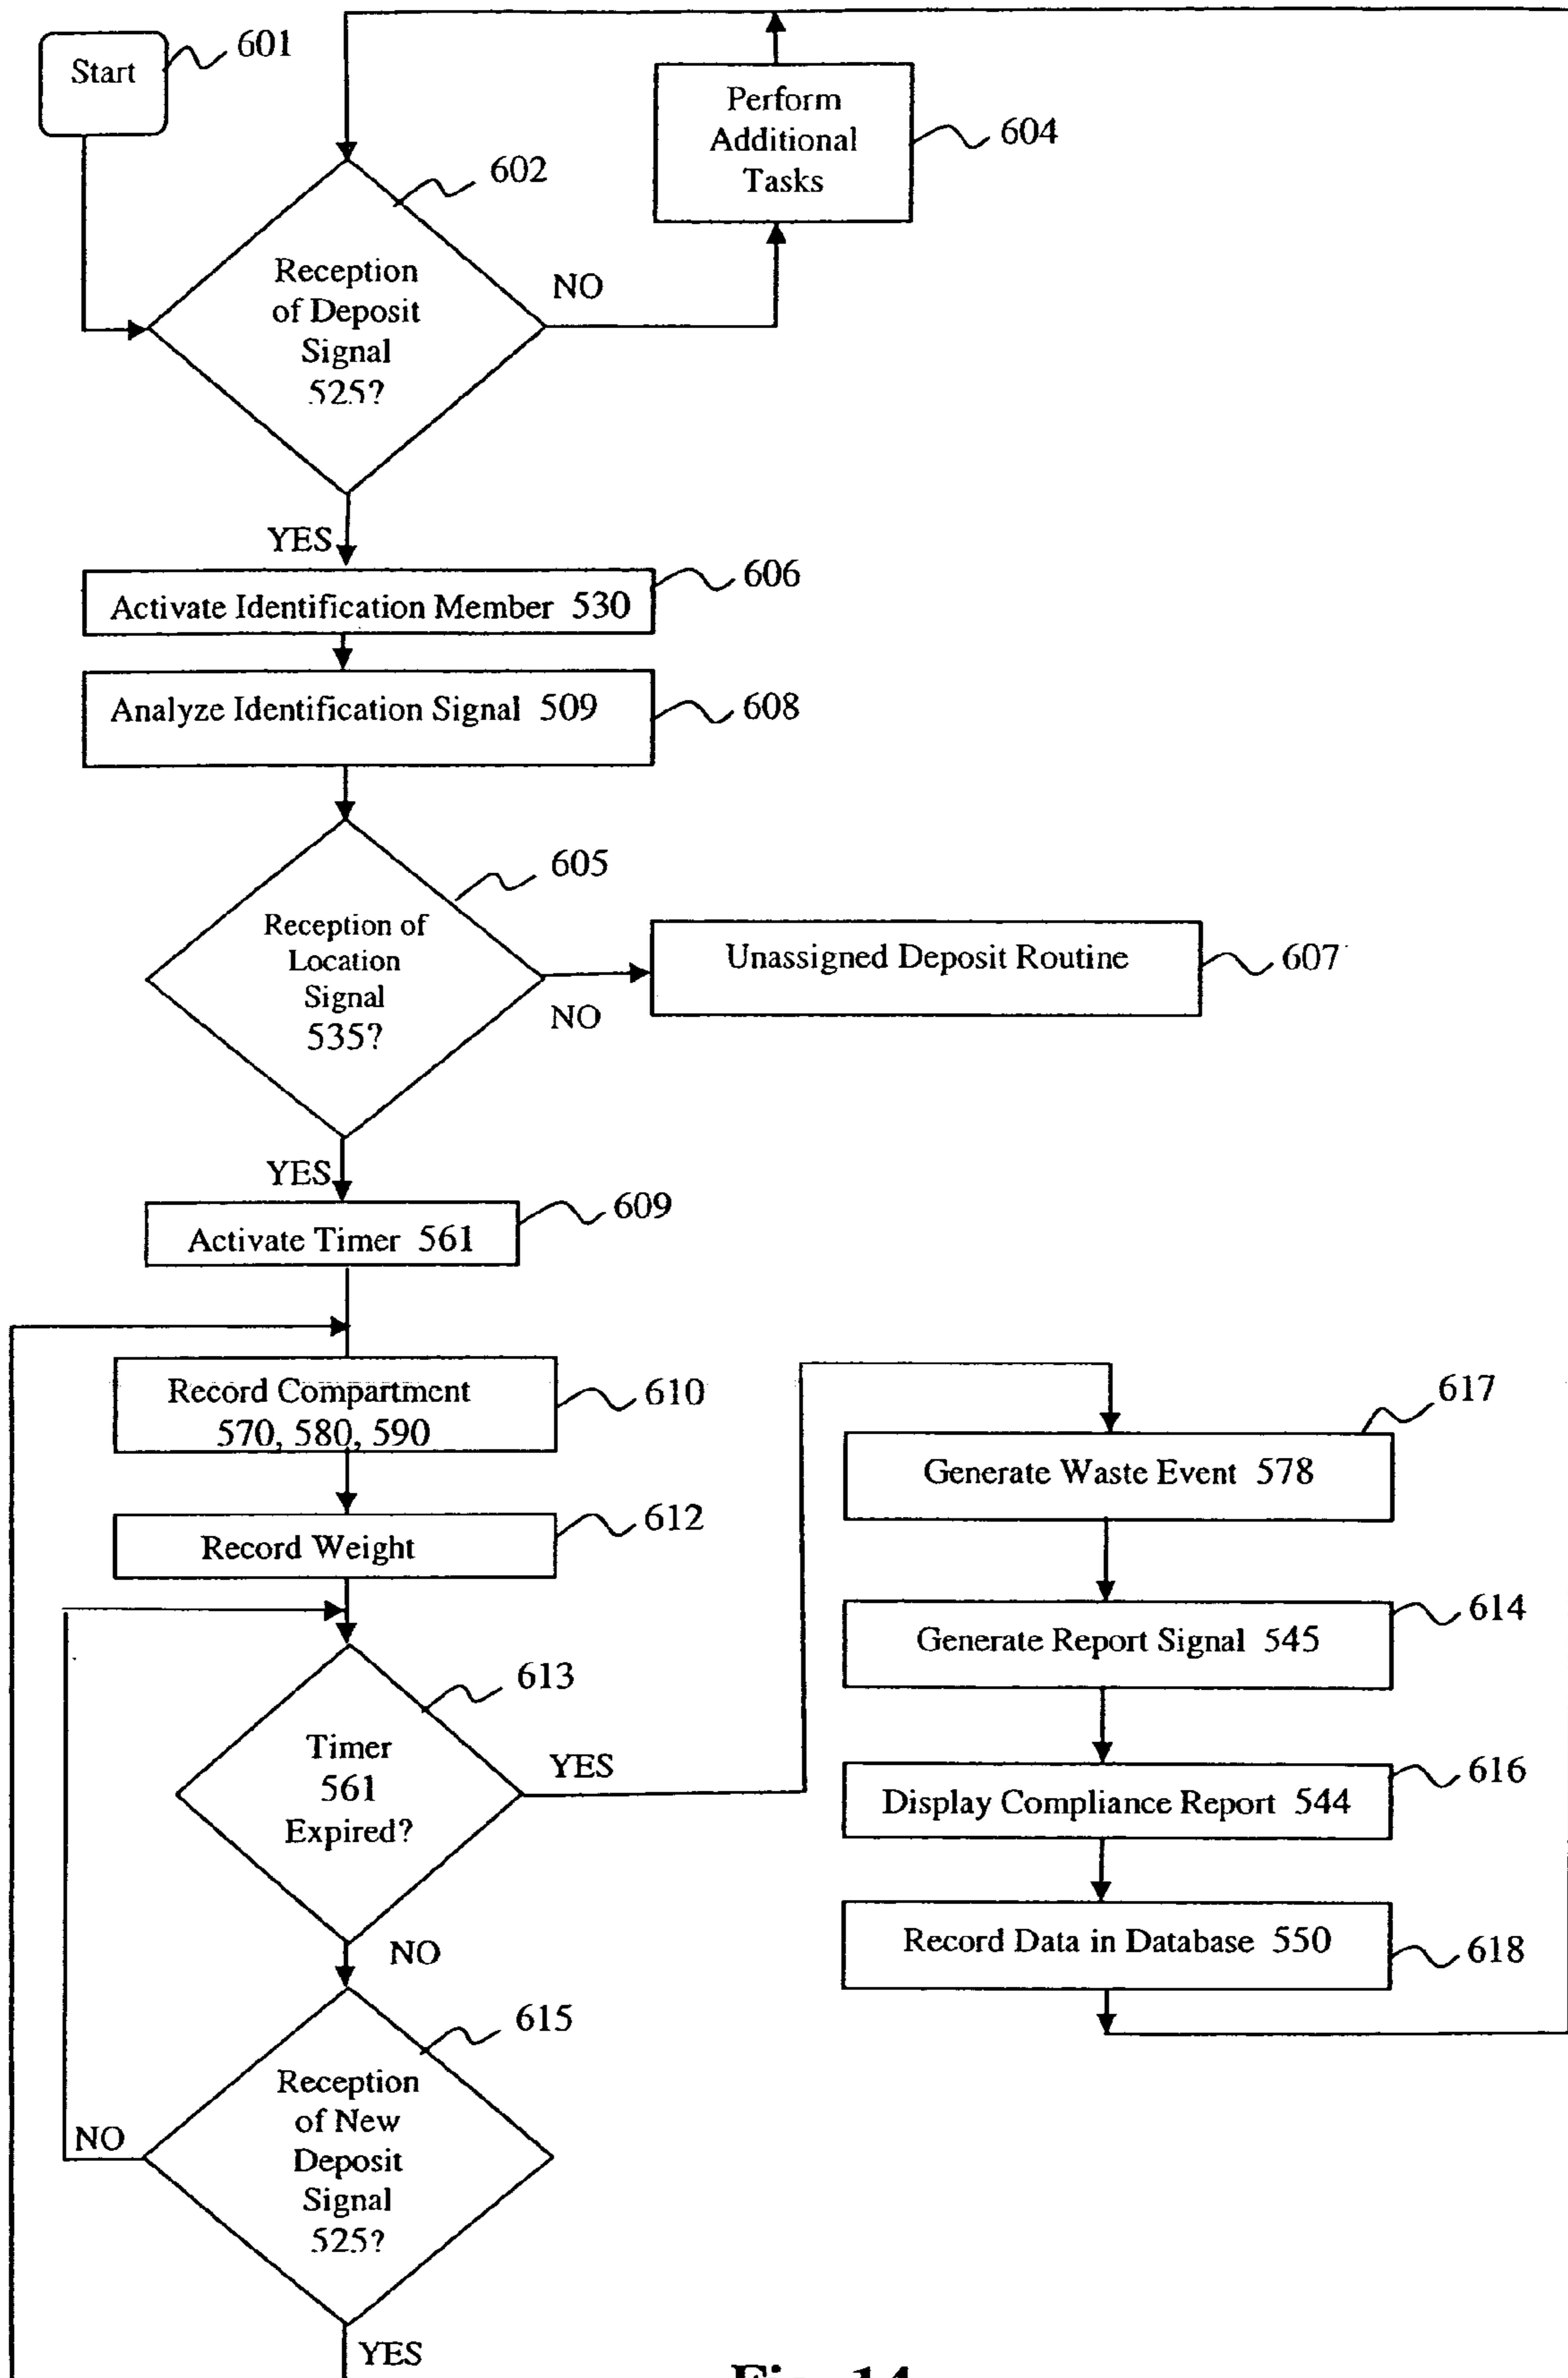 Start
601
602
Reception
of Deposit
Signal
525?
NO
Perform
Additional
Tasks
604
YES
Activate Identification Member 530
606
Analyze Identification Signal 509
608
605
Reception of
Location
Signal
535?
NO
Unassigned Deposit Routine
607
YES
Activate Timer 561
609
Record Compartment
570, 580, 590
610
Record Weight
612
613
Timer
561
Expired?
YES
NO
615
Reception
of New
Deposit
Signal
525?
NO
YES
617
Generate Waste Event 578
Generate Report Signal 545
614
Display Compliance Report 544
616
Record Data in Database 550
618
Fig. 14